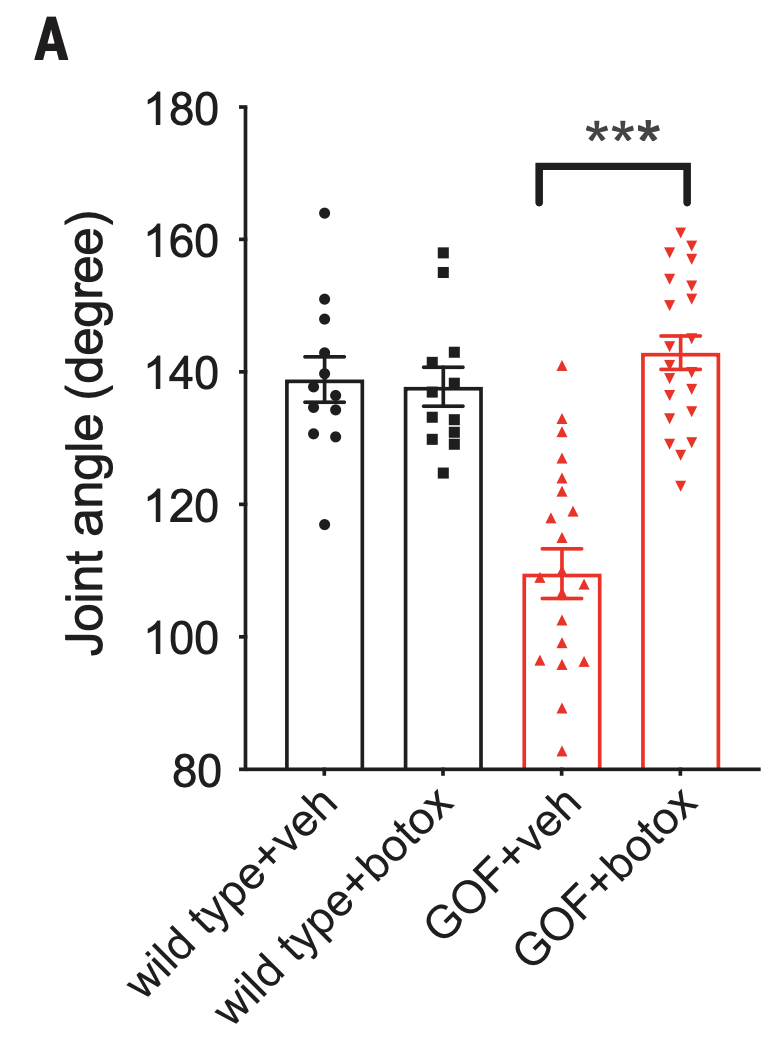 A
180
160
140
120
100
80
Joint angle (degree)
***
wild type+veh
wild type+botox
GOF+veh
GOF+botox